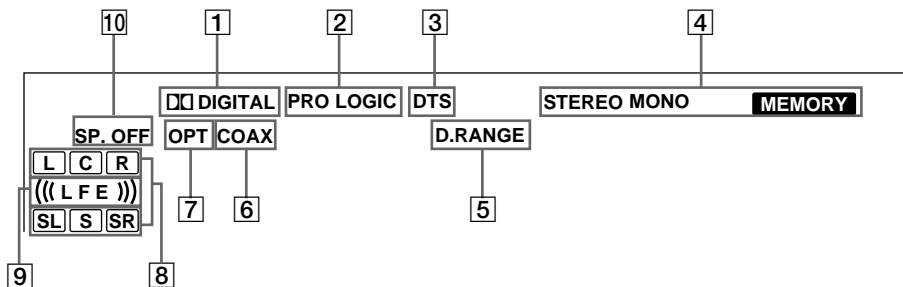 10 1 2 3 4
DIGITAL PRO LOGIC DTS STEREO MONO MEMORY
SP. OFF OPT COAX D.RANGE
L C R
((( L F E )))
7 6 5
SL S SR
9 8